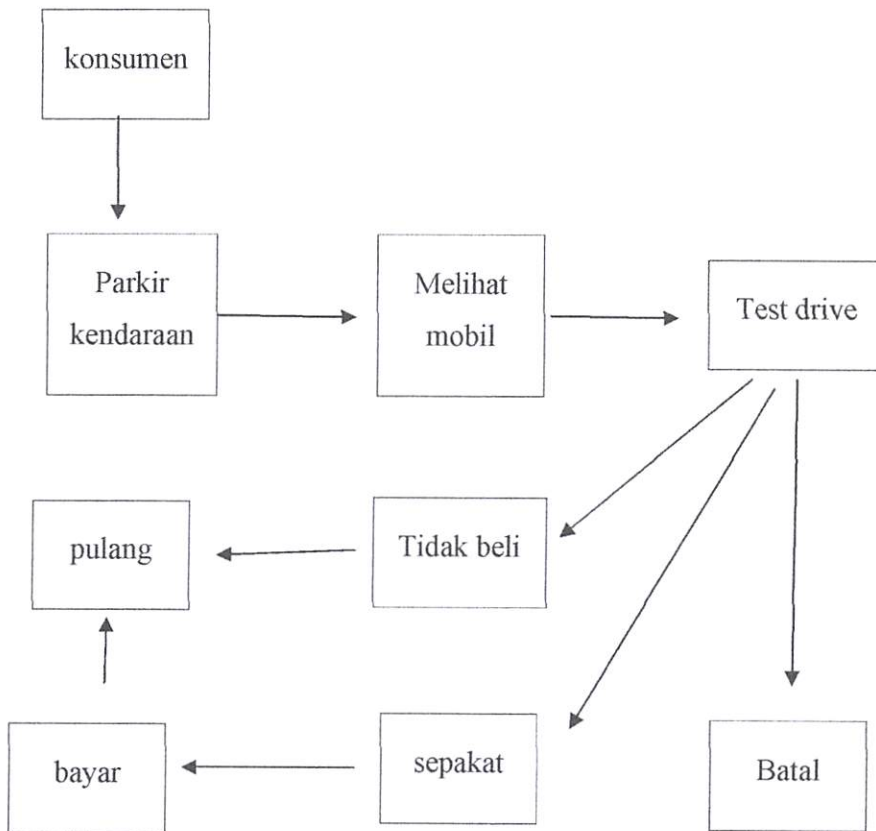 konsumen
Parkir
kendaraan
Melihat
mobil
Test drive
pulang
Tidak beli
bayar
sepakat
Batal